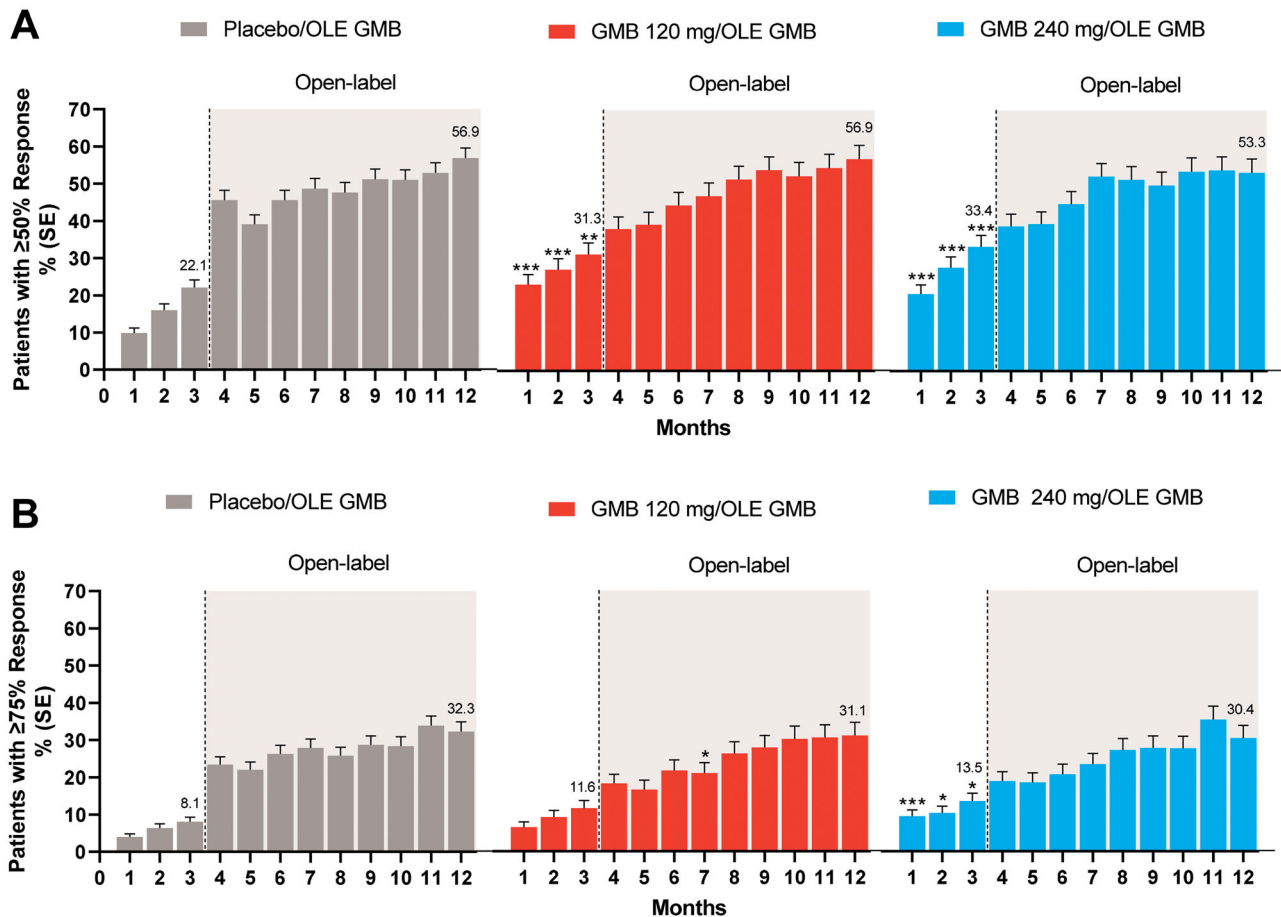 A
Placebo/OLE GMB
GMB 120 mg/OLE GMB
GMB 240 mg/OLE GMB
Open-label
Open-label
Open-label
Patients with ≥50% Response
% (SE)
70
60
50
40
30
20
10
0
22.1
56.9
31.3
56.9
33.4
53.3
*** *** **
*** *** ***
0 1 2 3 4 5 6 7 8 9 10 11 12
1 2 3 4 5 6 7 8 9 10 11 12
1 2 3 4 5 6 7 8 9 10 11 12
Months
B
Placebo/OLE GMB
GMB 120 mg/OLE GMB
GMB 240 mg/OLE GMB
Open-label
Open-label
Open-label
Patients with ≥75% Response
% (SE)
70
60
50
40
30
20
10
0
8.1
32.3
11.6
*
31.1
13.5
30.4
*** * *
0 1 2 3 4 5 6 7 8 9 10 11 12
1 2 3 4 5 6 7 8 9 10 11 12
1 2 3 4 5 6 7 8 9 10 11 12
Months